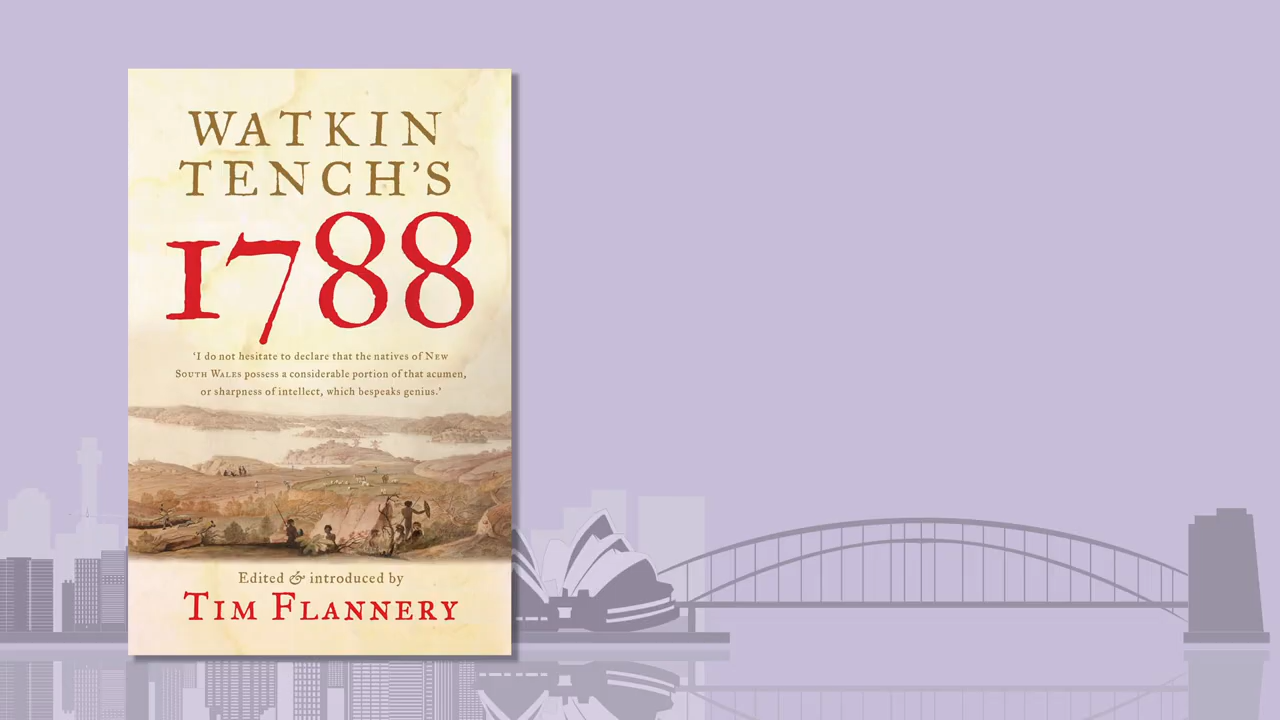 WATKIN
TENCH'S
1788
'I do not hesitate to declare that the natives of New
South Wales possess a considerable portion of that acumen,
or sharpness of intellect, which bespeaks genius.'
Edited & introduced by
Tim Flannery